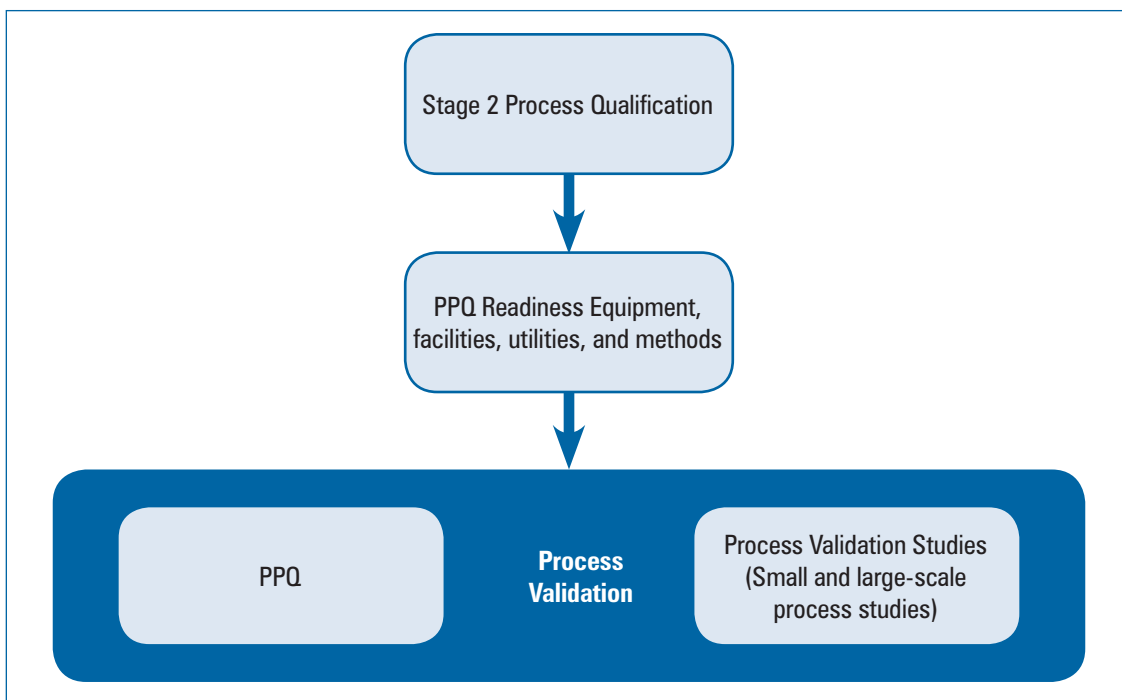 Stage 2 Process Qualification
PPQ Readiness Equipment,
facilities, utilities, and methods
PPQ
Process
Validation
Process Validation Studies
(Small and large-scale
process studies)